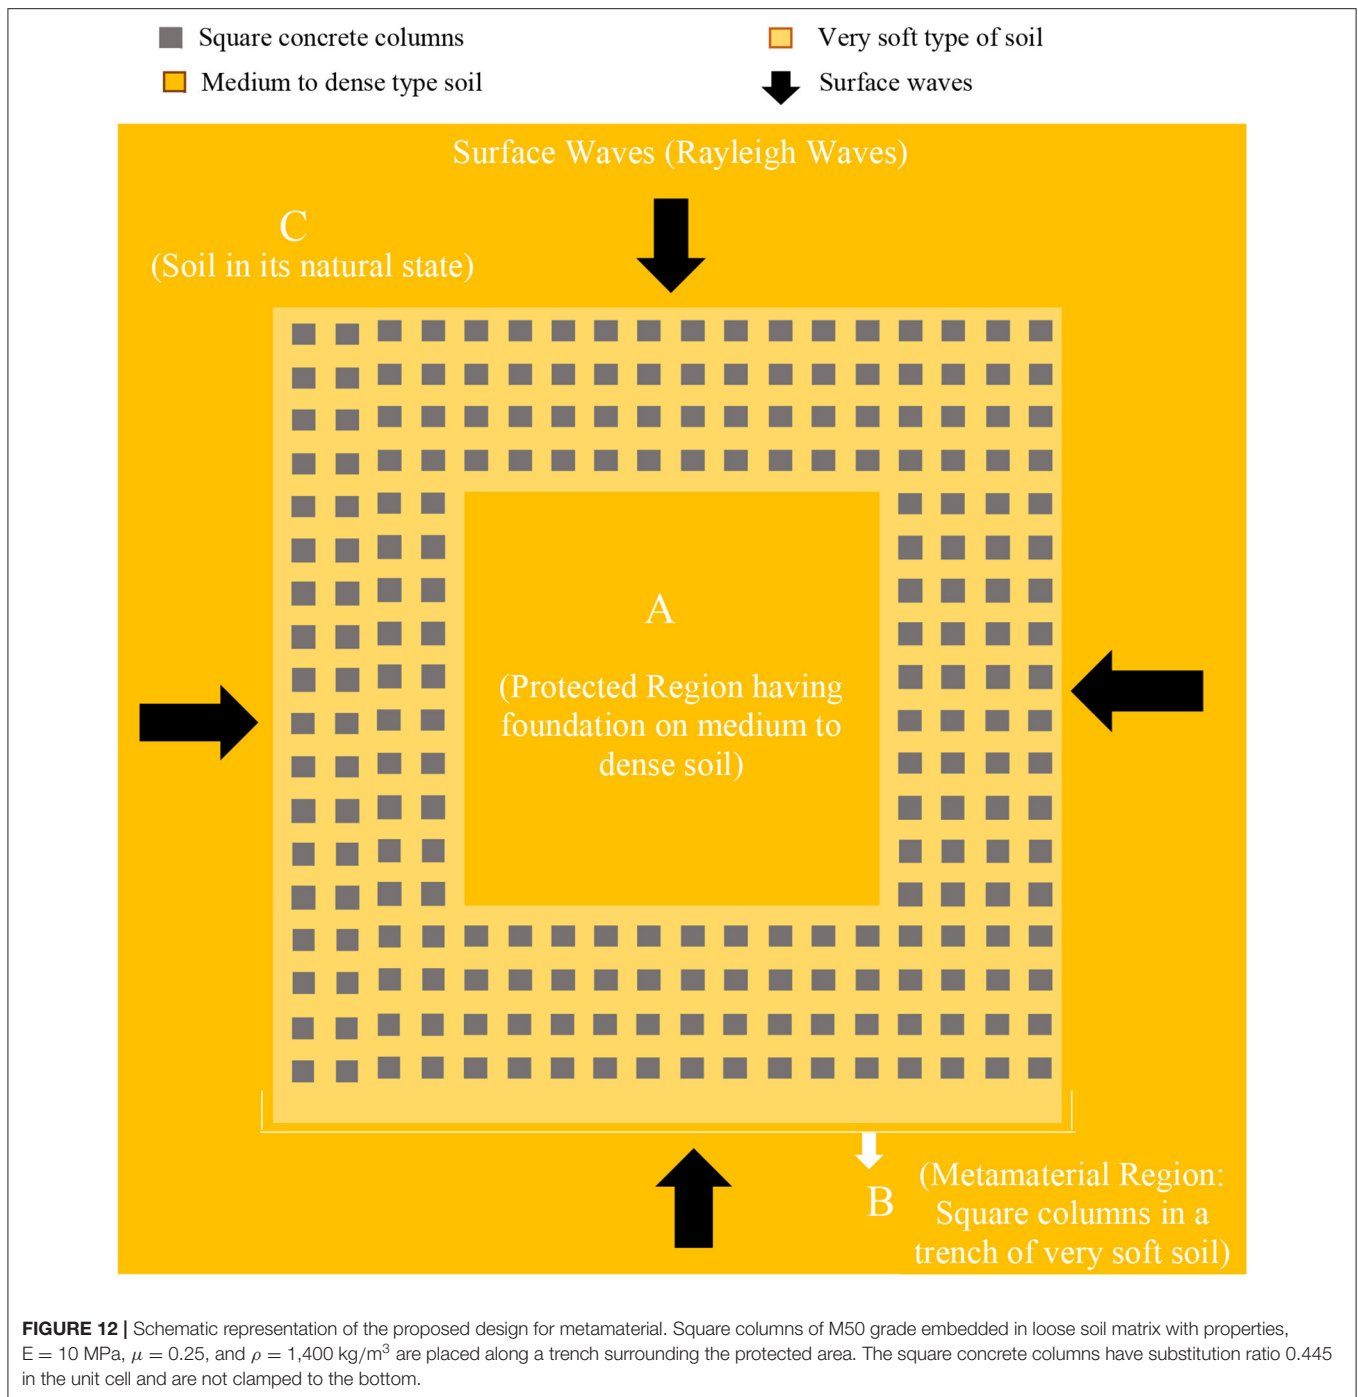 Square concrete columns
Very soft type of soil
Medium to dense type soil
Surface waves
Surface Waves (Rayleigh Waves)
C
(Soil in its natural state)
A
(Protected Region having
foundation on medium to
dense soil)
B
(Metamaterial Region:
Square columns in a
trench of very soft soil)
FIGURE 12 | Schematic representation of the proposed design for metamaterial. Square columns of M50 grade embedded in loose soil matrix with properties,
E = 10 MPa, μ = 0.25, and ρ = 1,400 kg/m³ are placed along a trench surrounding the protected area. The square concrete columns have substitution ratio 0.445
in the unit cell and are not clamped to the bottom.